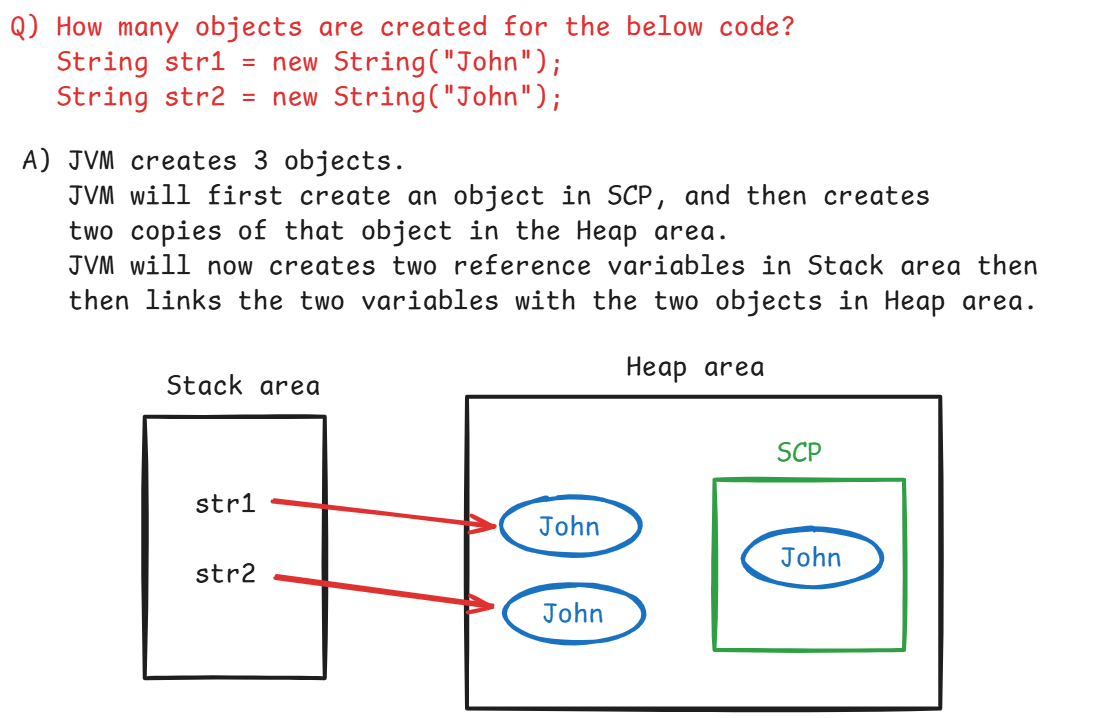 Q) How many objects are created for the below code?
String str1 = new String("John");
String str2 = new String("John");
A) JVM creates 3 objects.
JVM will first create an object in SCP, and then creates
two copies of that object in the Heap area.
JVM will now creates two reference variables in Stack area then
then links the two variables with the two objects in Heap area.
Stack area
Heap area
SCP
str1
John
John
str2
John